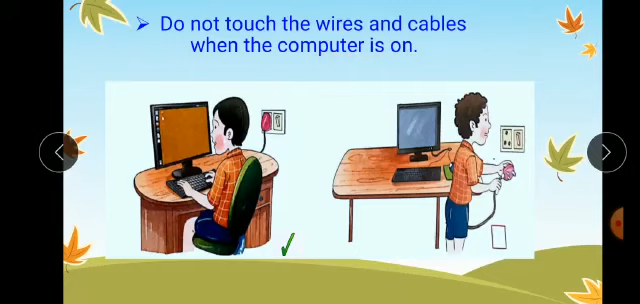 Do not touch the wires and cables
when the computer is on.